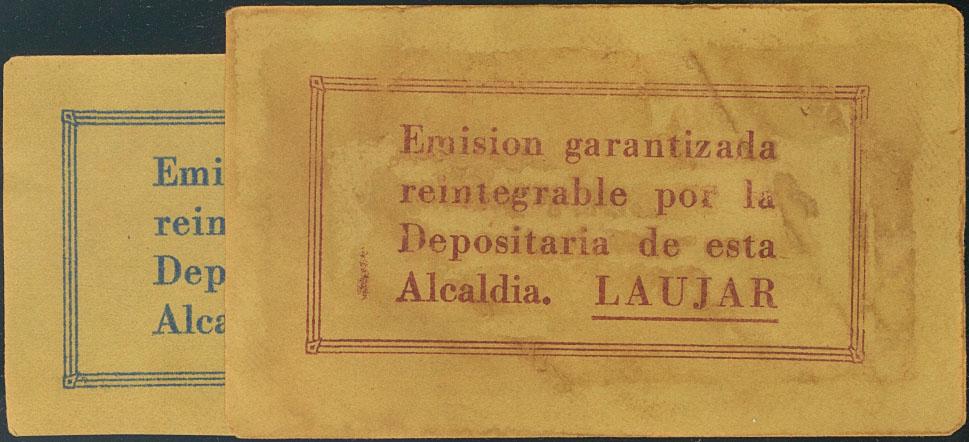 Emi
rein
Dep
Alca
Emision garantizada
reintegrable por la
Depositaria de esta
Alcaldia. LAUJAR